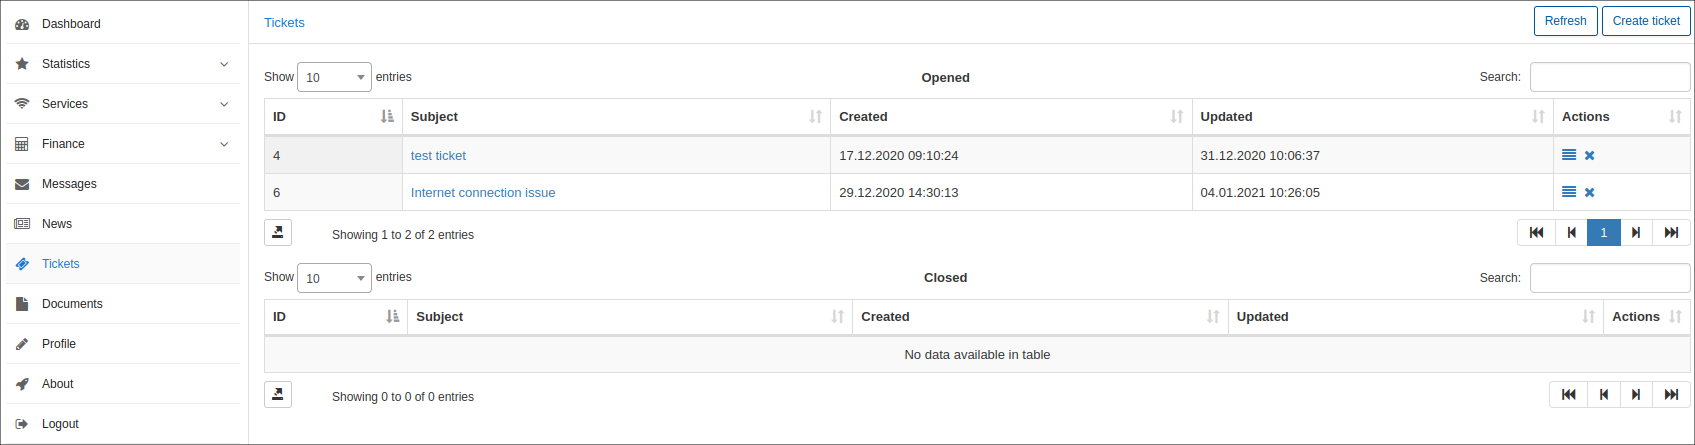 Dashboard
Statistics
Services
Finance
Messages
News
Tickets
Documents
Profile
About
Logout
Tickets
Refresh
Create ticket
Show 10 entries
Opened
Search:
ID Subject Created Updated Actions
4 test ticket 17.12.2020 09:10:24 31.12.2020 10:06:37
6 Internet connection issue 29.12.2020 14:30:13 04.01.2021 10:26:05
Showing 1 to 2 of 2 entries
1
Show 10 entries
Closed
Search:
ID Subject Created Updated Actions
No data available in table
Showing 0 to 0 of 0 entries